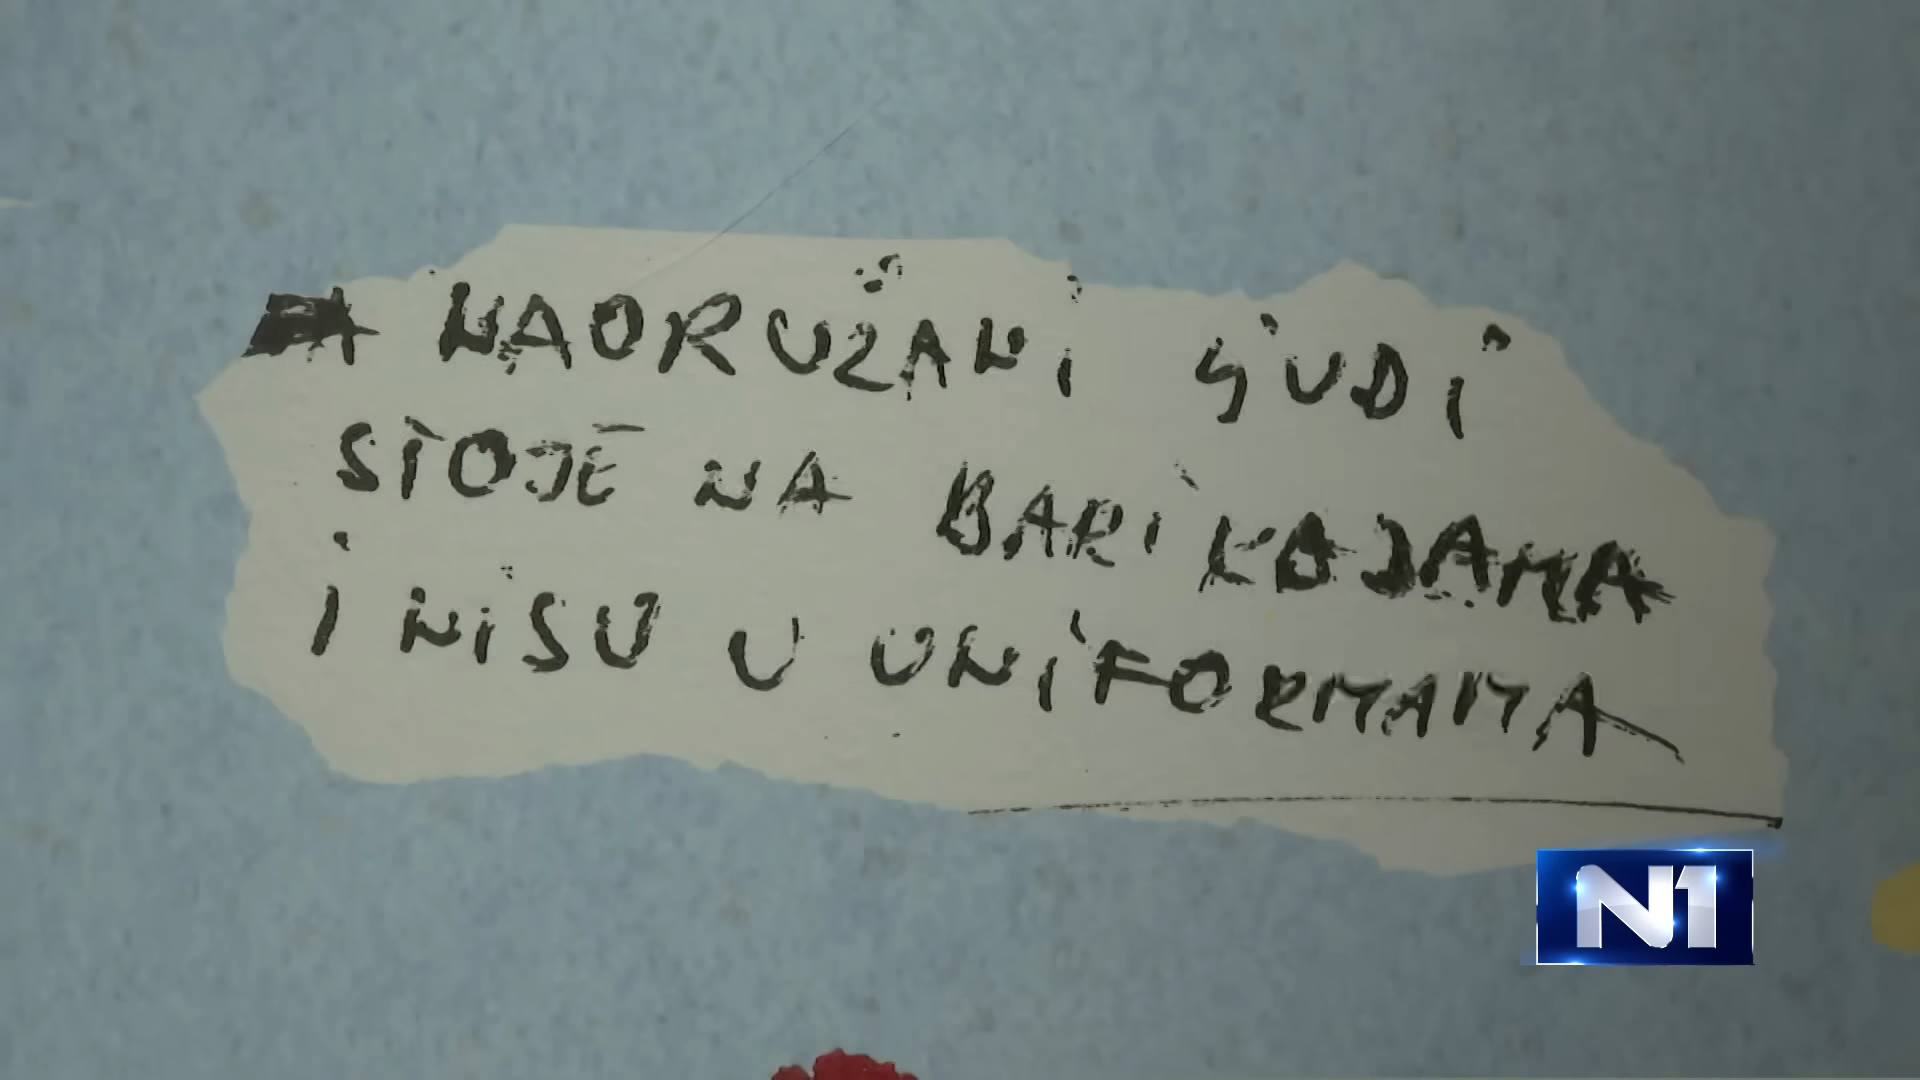 A NAORUŽANI LJUDI
STOJE NA BARIKADAMA
I NISU U UNIFORMAMA
N1